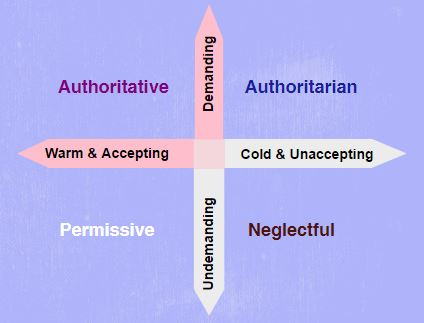 Demanding
Authoritative
Authoritarian
Warm & Accepting
Cold & Unaccepting
Permissive
Neglectful
Undemanding